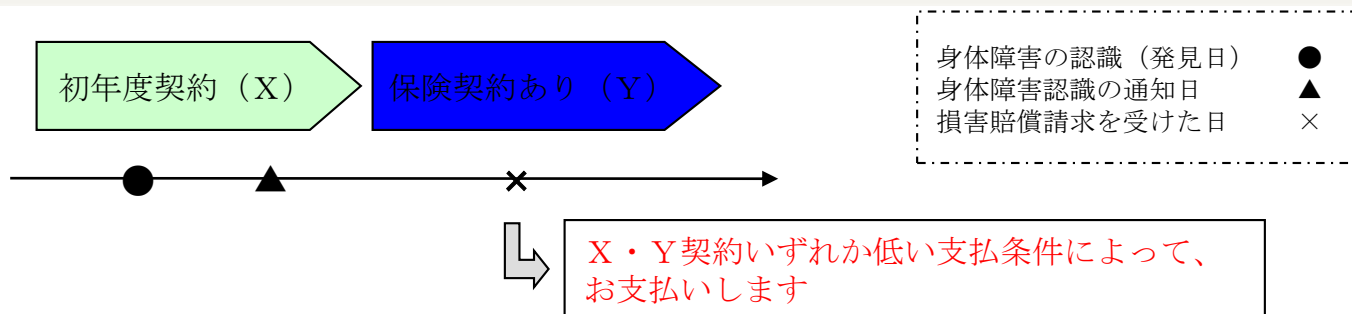 初年度契約（Ｘ）
保険契約あり（Ｙ）
身体障害の認識（発見日） ●
身体障害認識の通知日 ▲
損害賠償請求を受けた日 ×
Ｘ・Ｙ契約いずれか低い支払条件によって、
お支払いします